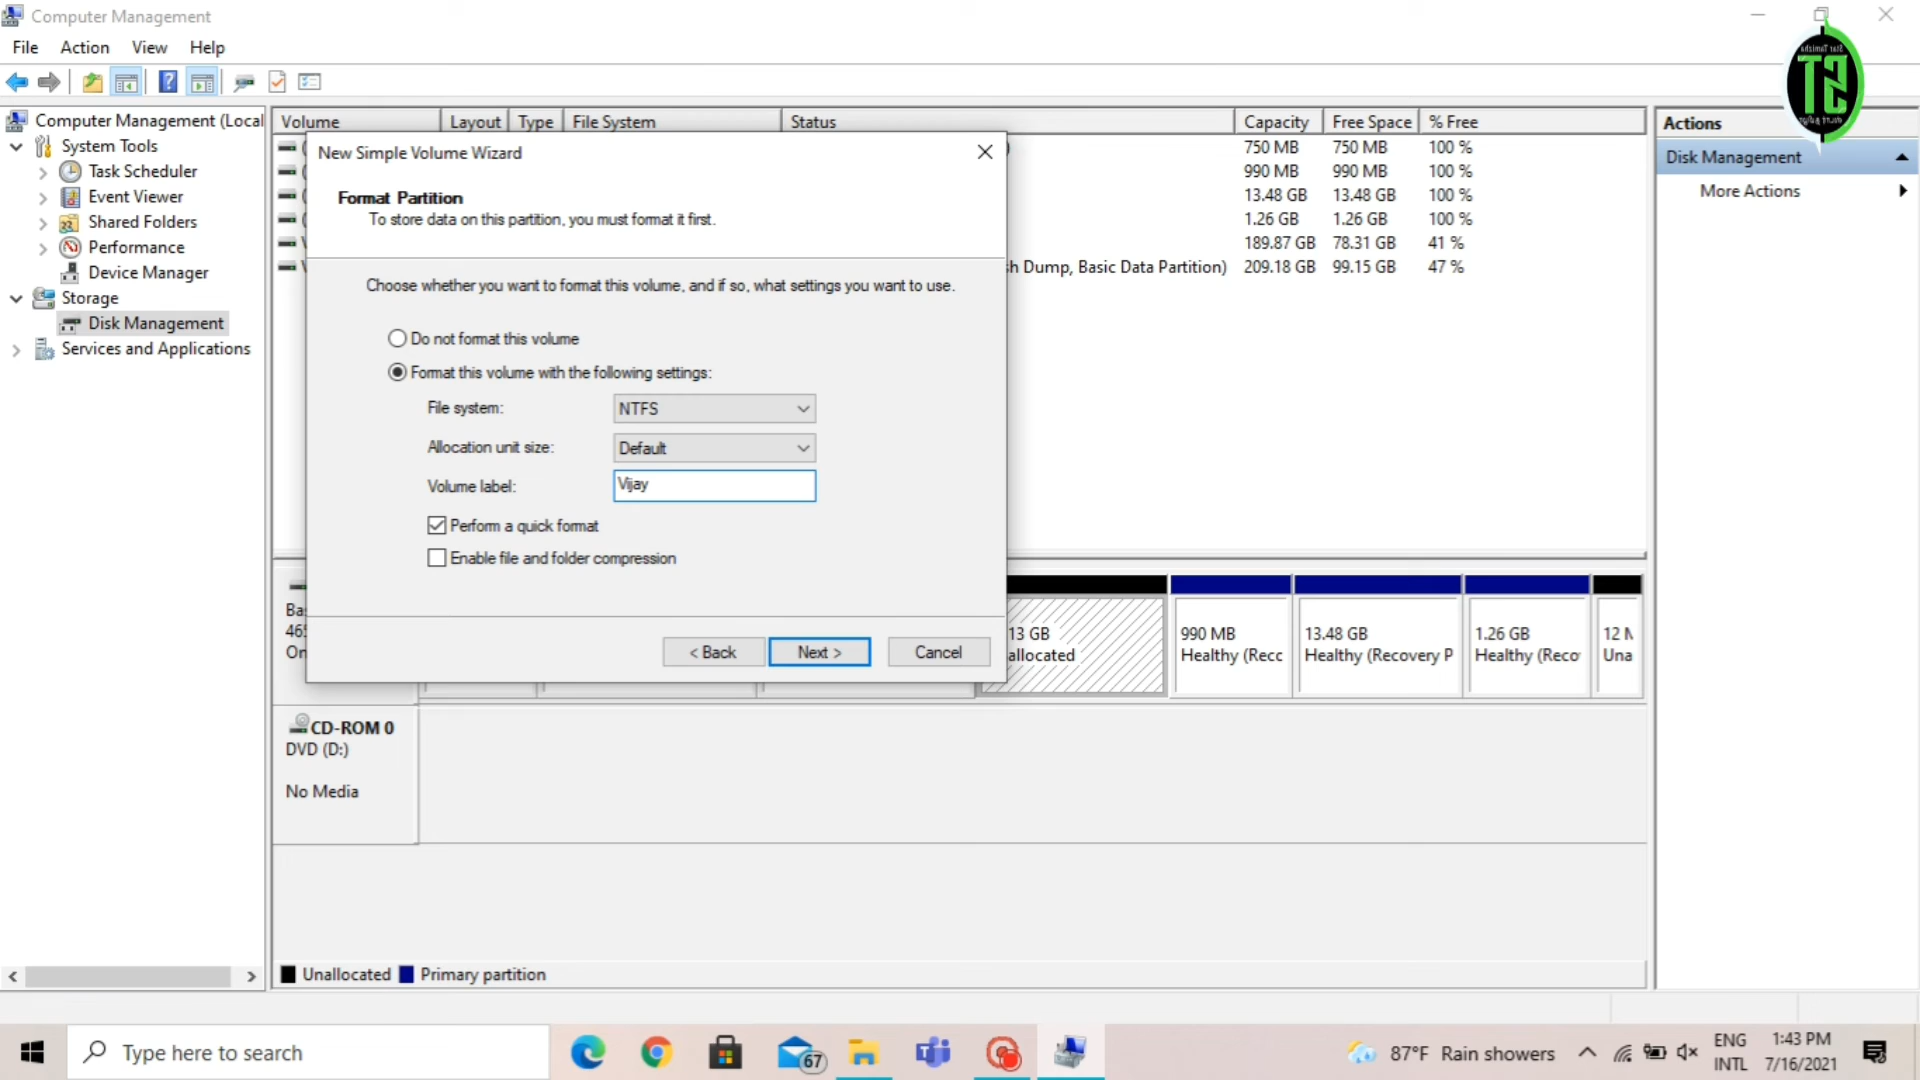 Computer Management
File Action View Help
Computer Management (Local
System Tools
Task Scheduler
Event Viewer
Shared Folders
Performance
Device Manager
Storage
Disk Management
Services and Applications
Volume Layout Type File System Status Capacity Free Space % Free
750 MB 750 MB 100 %
990 MB 990 MB 100 %
13.48 GB 13.48 GB 100 %
1.26 GB 1.26 GB 100 %
189.87 GB 78.31 GB 41 %
h Dump, Basic Data Partition) 209.18 GB 99.15 GB 47 %
New Simple Volume Wizard
Format Partition
To store data on this partition, you must format it first.
Choose whether you want to format this volume, and if so, what settings you want to use.
Do not format this volume
Format this volume with the following settings:
File system: NTFS
Allocation unit size: Default
Volume label: Vijay
Perform a quick format
Enable file and folder compression
< Back Next > Cancel
Ba
465
On
13 GB
allocated
990 MB
Healthy (Recc
13.48 GB
Healthy (Recovery P
1.26 GB
Healthy (Reco
12 M
Una
CD-ROM 0
DVD (D:)
No Media
Unallocated Primary partition
Actions
Disk Management
More Actions
ST
Type here to search
67
87°F Rain showers
ENG
INTL
1:43 PM
7/16/2021